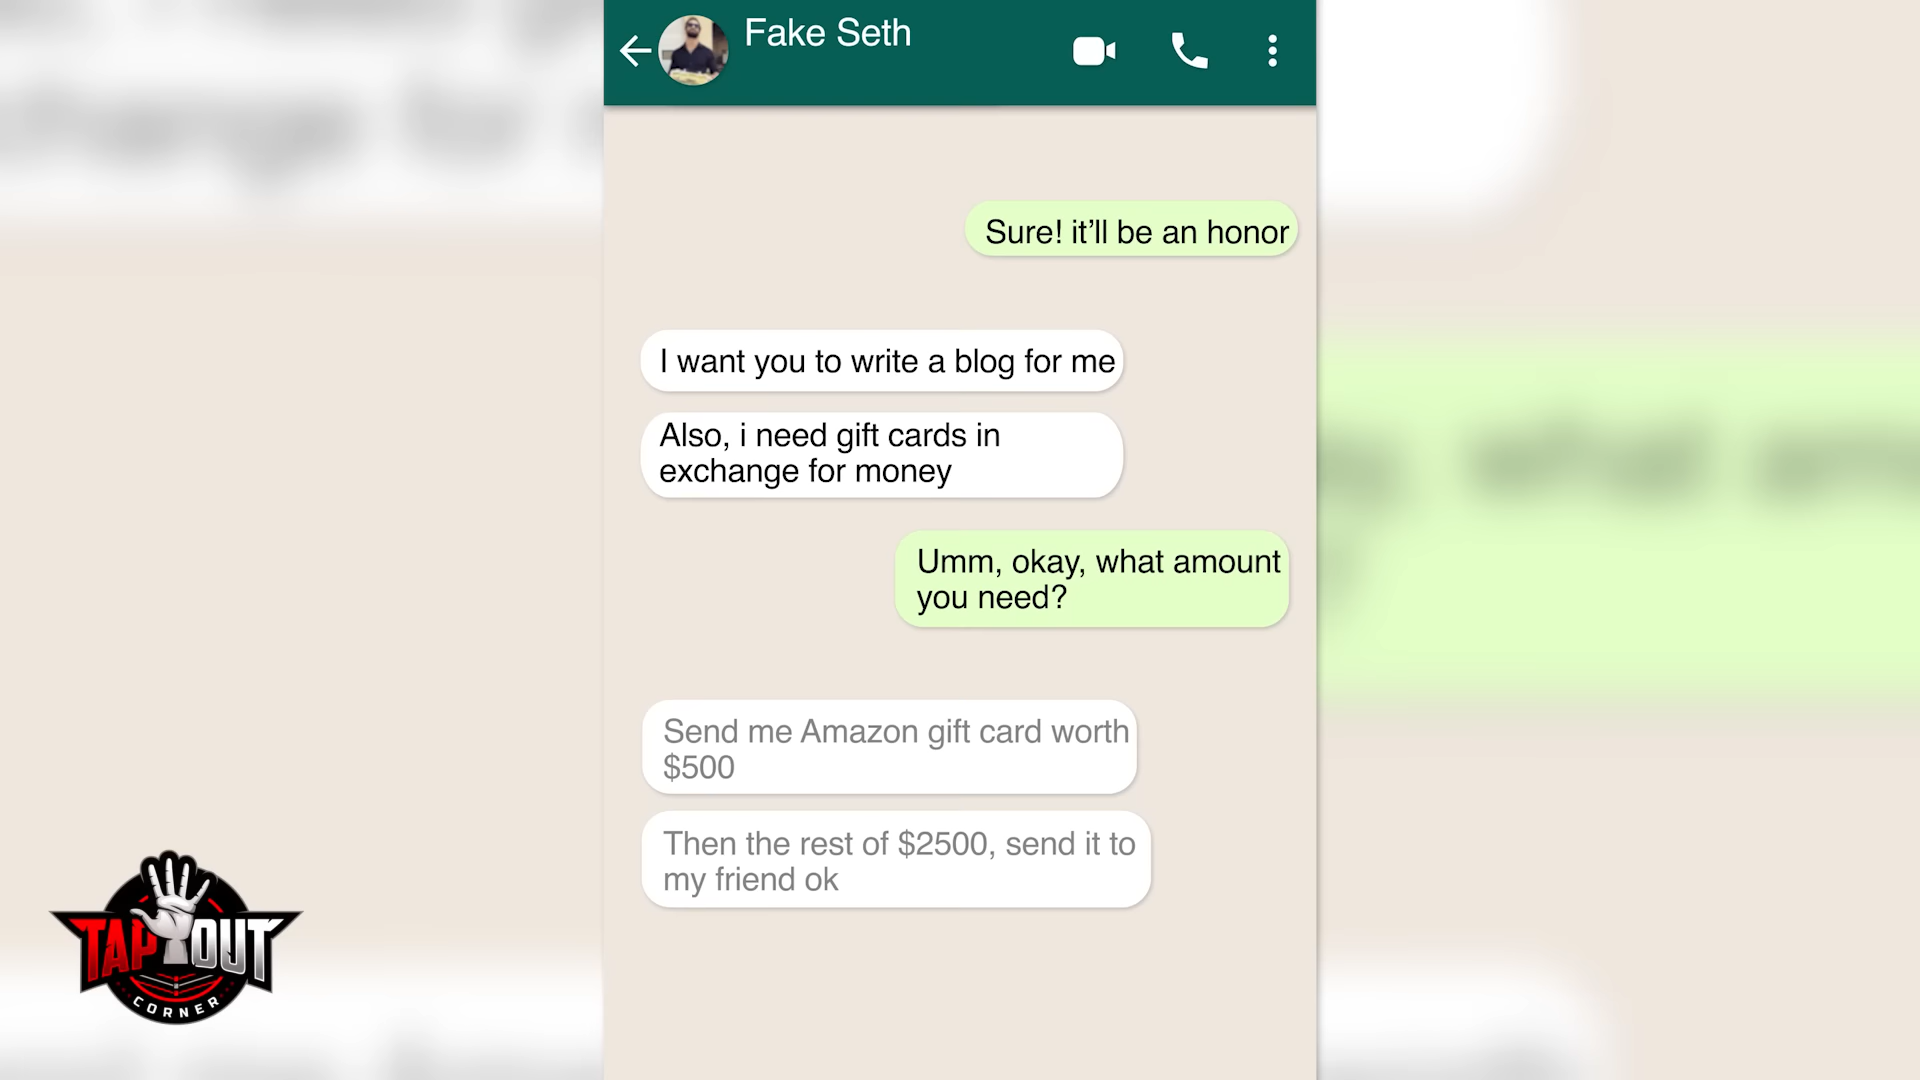 Fake Seth
Sure! it’ll be an honor
I want you to write a blog for me
Also, i need gift cards in
exchange for money
Umm, okay, what amount
you need?
Send me Amazon gift card worth
$500
Then the rest of $2500, send it to
my friend ok
TAP OUT
CORNER